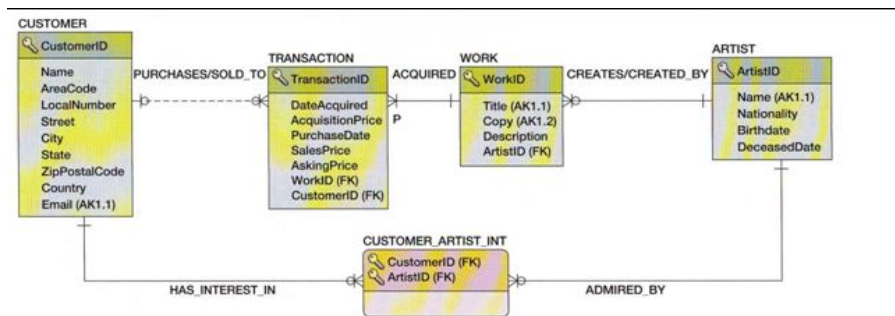 CUSTOMER
CustomerID
Name
AreaCode
LocalNumber
Street
City
State
ZipPostalCode
Country
Email (AK1.1)
PURCHASES/SOLD_TO
TRANSACTION
TransactionID
DateAcquired
AcquisitionPrice
PurchaseDate
SalesPrice
AskingPrice
WorkID (FK)
CustomerID (FK)
ACQUIRED
P
WORK
WorkID
Title (AK1.1)
Copy (AK1.2)
Description
ArtistID (FK)
CREATES/CREATED_BY
ARTIST
ArtistID
Name (AK1.1)
Nationality
Birthdate
DeceasedDate
CUSTOMER_ARTIST_INT
CustomerID (FK)
ArtistID (FK)
HAS_INTEREST_IN
ADMIRED_BY